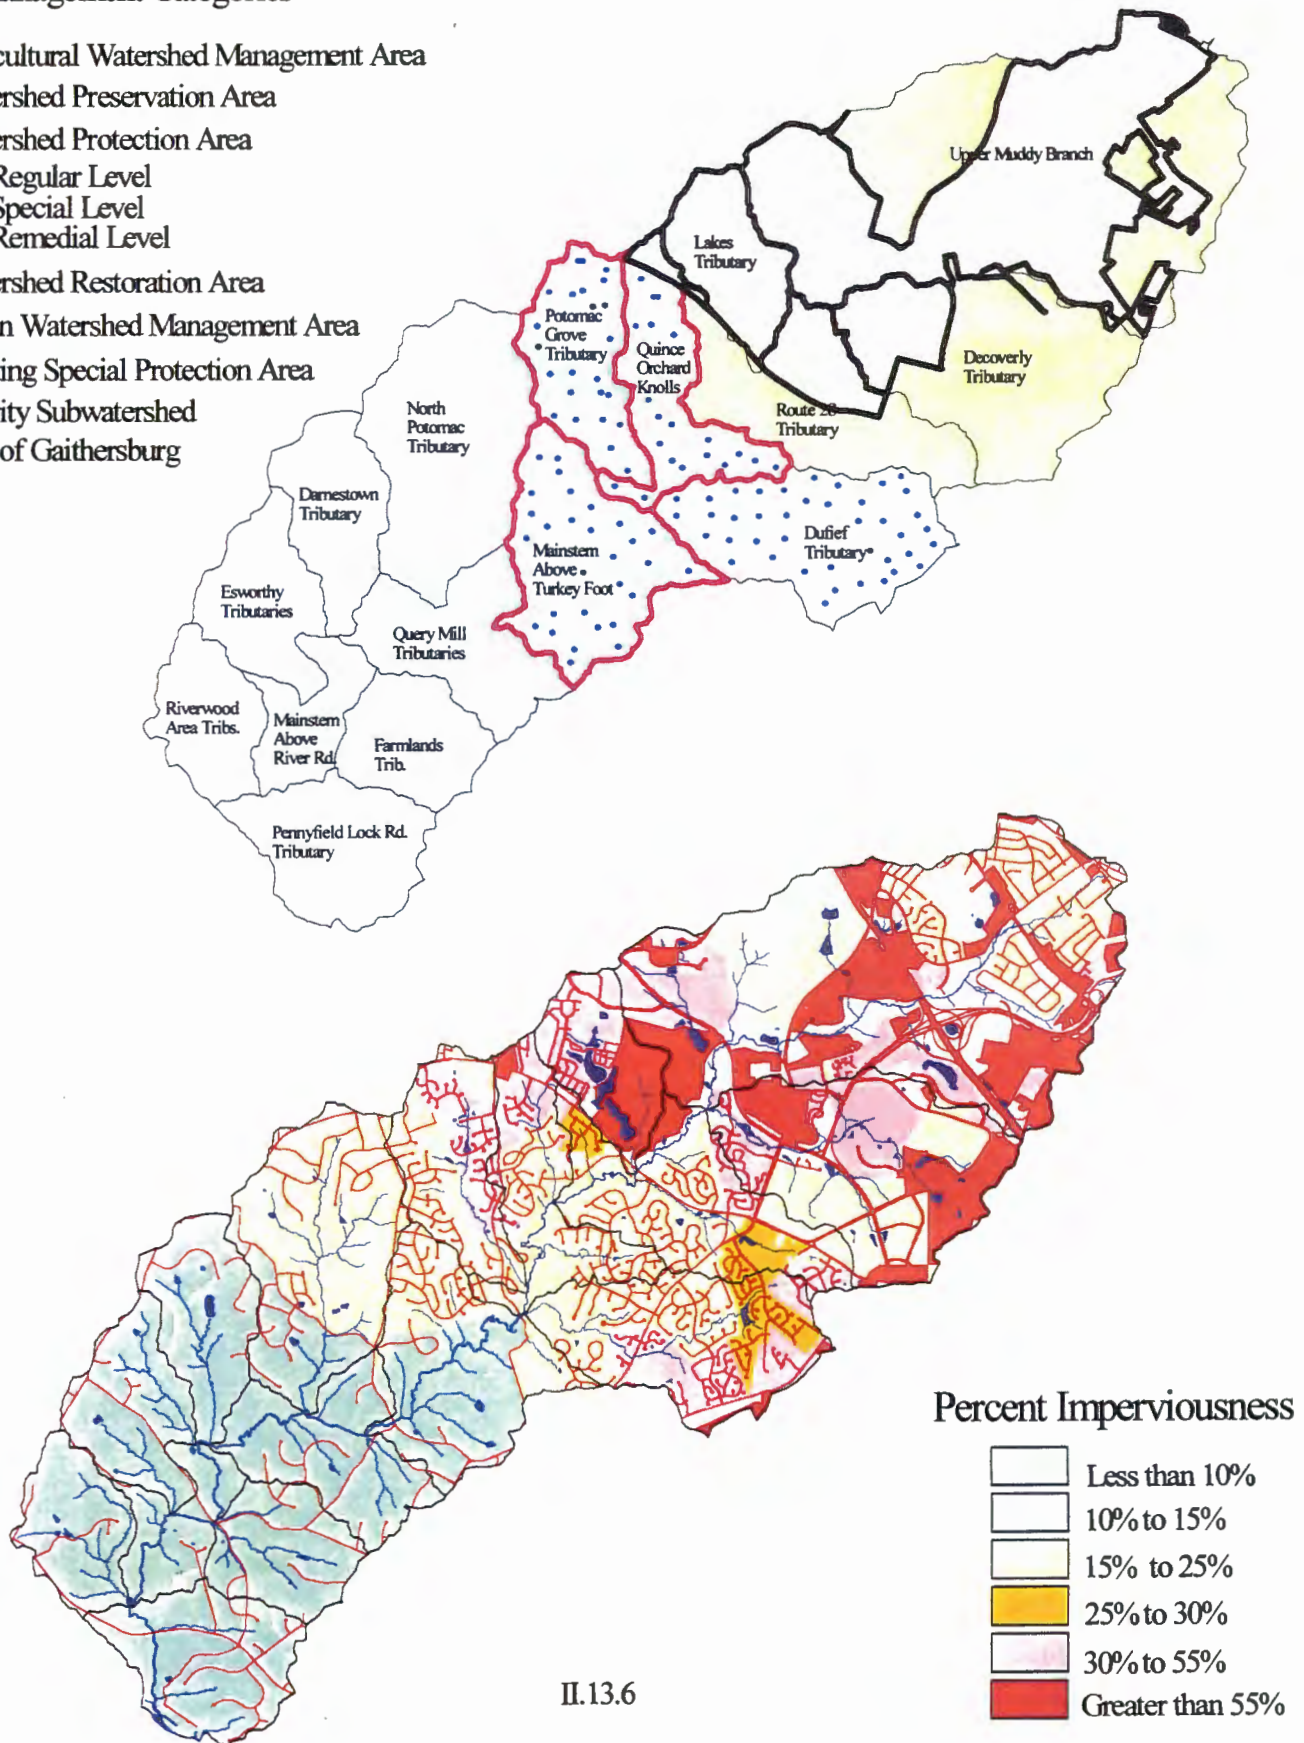 cultural Watershed Management Area
rshed Preservation Area
rshed Protection Area
Regular Level
Special Level
Remedial Level
rshed Restoration Area
n Watershed Management Area
ing Special Protection Area
ity Subwatershed
of Gaithersburg
Upper Muddy Branch
Lakes
Tributary
Potomac
Grove
Tributary
Quince
Orchard
Knolls
Decoverly
Tributary
Route 28
Tributary
North
Potomac
Tributary
Darnestown
Tributary
Dufief
Tributary
Mainstem
Above
Turkey Foot
Esworthy
Tributaries
Query Mill
Tributaries
Riverwood
Area Tribs.
Mainstem
Above
River Rd.
Farmlands
Trib.
Pennyfield Lock Rd.
Tributary
Percent Imperviousness
Less than 10%
10% to 15%
15% to 25%
25% to 30%
30% to 55%
Greater than 55%
II.13.6